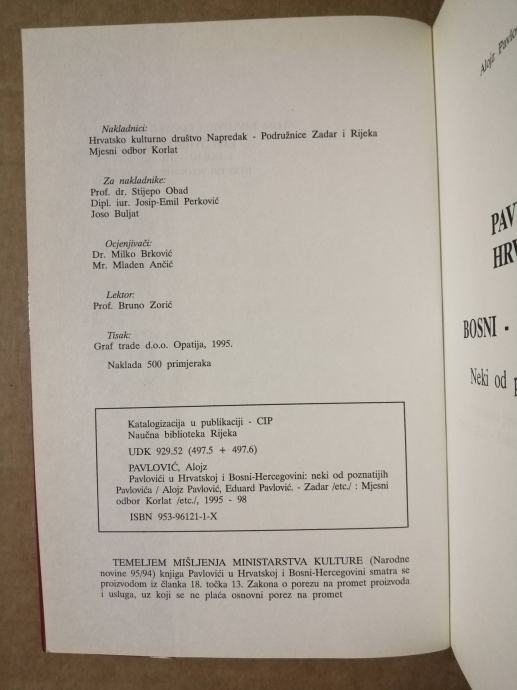 Nakladnici:
Hrvatsko kulturno društvo Napredak - Podružnice Zadar i Rijeka
Mjesni odbor Korlat
Za nakladnike:
Prof. dr. Stijepo Obad
Dipl. iur. Josip-Emil Perković
Joso Buljat
Ocjenjivači:
Dr. Milko Brković
Mr. Mladen Ančić
Lektor:
Prof. Bruno Zorić
Tisak:
Graf trade d.o.o. Opatija, 1995.
Naklada 500 primjeraka
Katalogizacija u publikaciji - CIP
Naučna biblioteka Rijeka
UDK 929.52 (497.5 + 497.6)
PAVLOVIĆ, Alojz
Pavlovići u Hrvatskoj i Bosni-Hercegovini: neki od poznatijih
Pavlovića / Alojz Pavlović, Eduard Pavlović. - Zadar /etc./ : Mjesni
odbor Korlat /etc./, 1995 - 98
ISBN 953-96121-1-X
TEMELJEM MIŠLJENJA MINISTARSTVA KULTURE (Narodne
novine 95/94) knjiga Pavlovići u Hrvatskoj i Bosni-Hercegovini smatra se
proizvodom iz članka 18. točka 13. Zakona o porezu na promet proizvoda
i usluga, uz koji se ne plaća osnovni porez na promet
Alojz Pavlo
PAV
HRV
BOSNI -
Neki od p